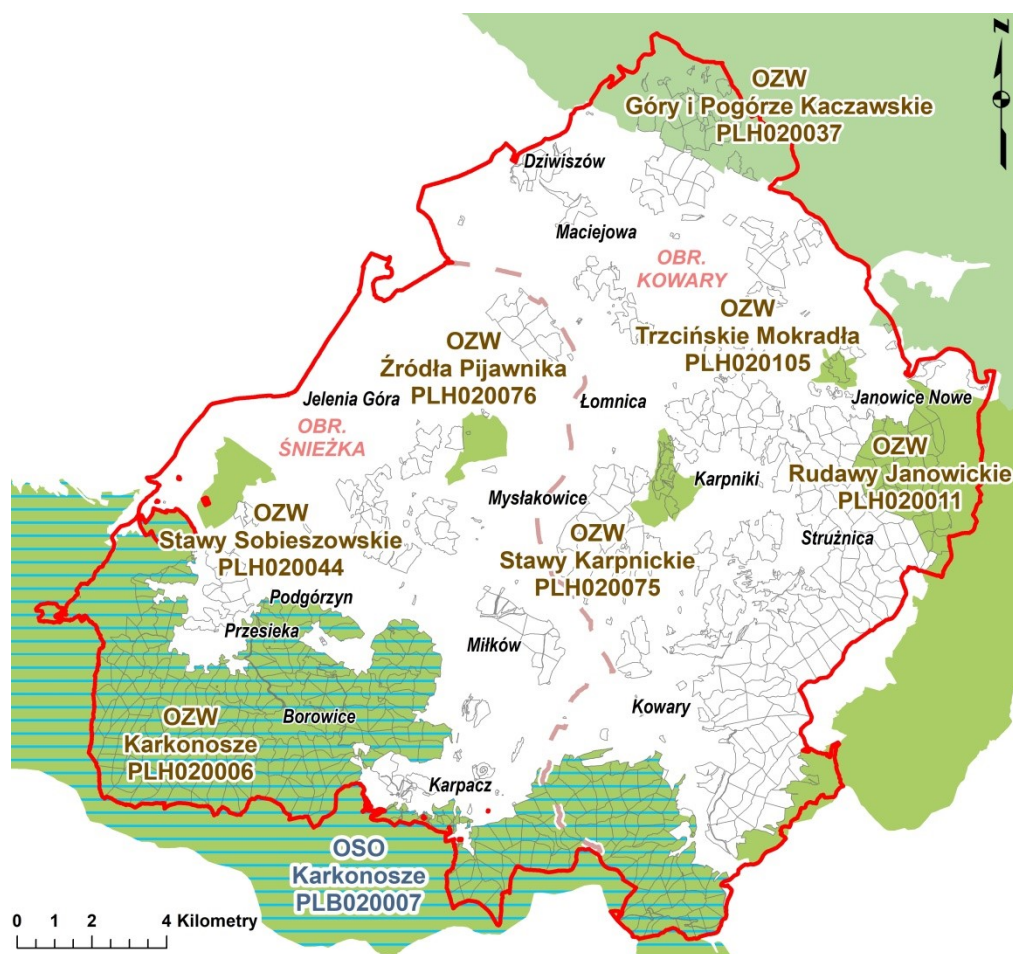 N
OZW
Góry i Pogórze Kaczawskie
PLH020037
Dziwiszów
Maciejowa
OBR.
KOWARY
OZW
Trzcińskie Mokradła
PLH020105
OZW
Źródła Pijawnika
PLH020076
Jelenia Góra
Łomnica
Janowice Nowe
OBR.
ŚNIEŻKA
OZW
Rudawy Janowickie
PLH020011
Karpniki
Mysłakowice
OZW
Stawy Sobieszowskie
PLH020044
OZW
Stawy Karpnickie
PLH020075
Strużnica
Podgórzyn
Przesieka
Miłków
Kowary
Borowice
OZW
Karkonosze
PLH020006
Karpacz
OSO
Karkonosze
PLB020007
0 1 2 4 Kilometry